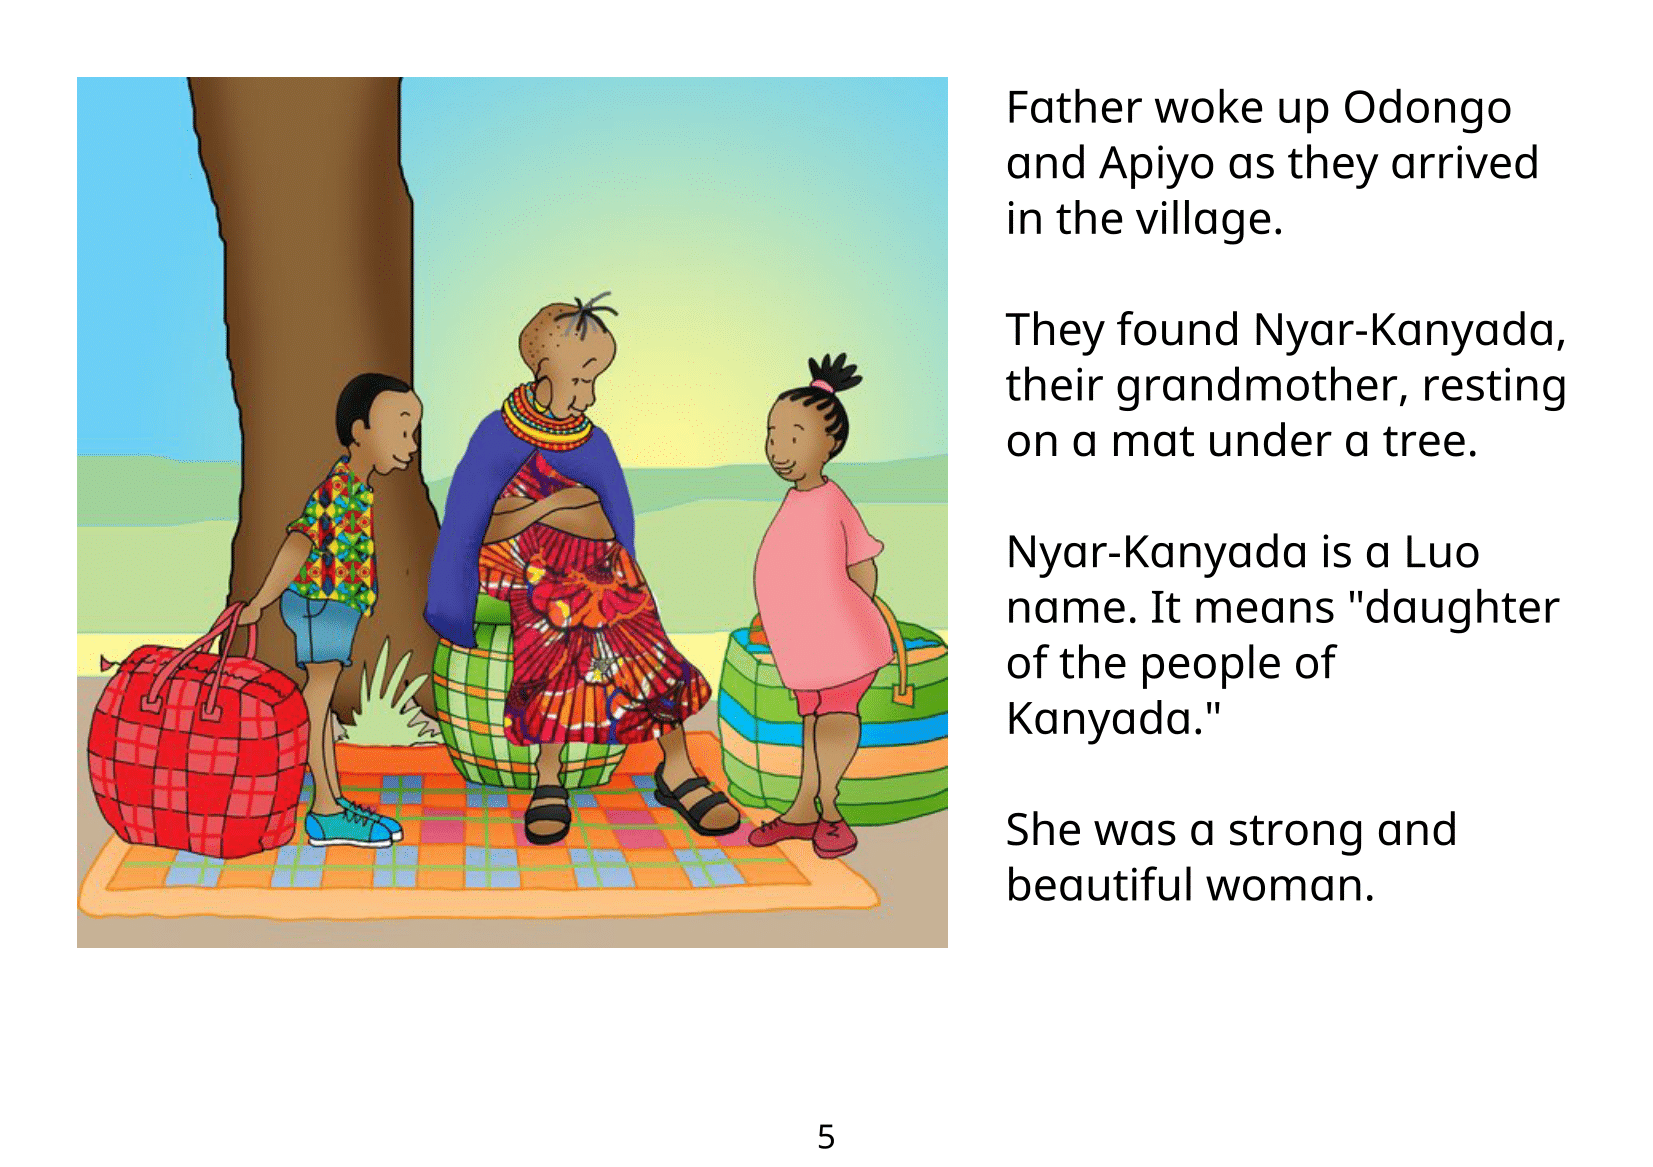 Father woke up Odongo
and Apiyo as they arrived
in the village.
They found Nyar-Kanyada,
their grandmother, resting
on a mat under a tree.
Nyar-Kanyada is a Luo
name. It means "daughter
of the people of
Kanyada."
She was a strong and
beautiful woman.
5